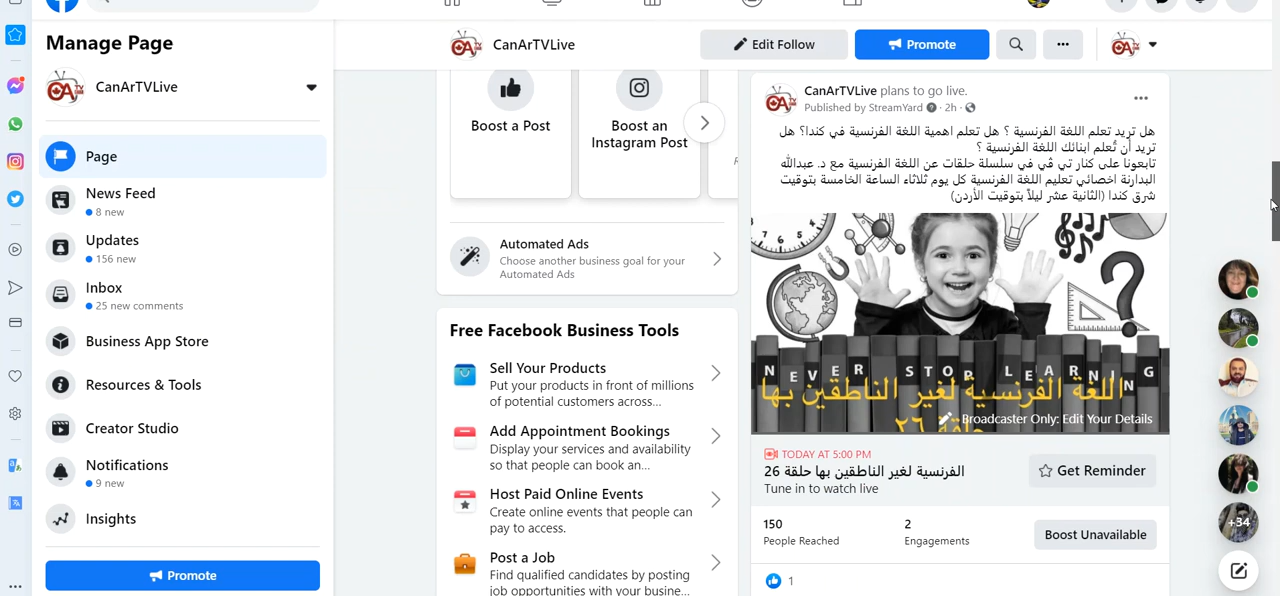 Manage Page
CanArTVLive
Page
News Feed
8 new
Updates
156 new
Inbox
25 new comments
Business App Store
Resources & Tools
Creator Studio
Notifications
9 new
Insights
Promote
CanArTVLive
Edit Follow
Promote
Boost a Post
Boost an
Instagram Post
Automated Ads
Choose another business goal for your
Automated Ads
Free Facebook Business Tools
Sell Your Products
Put your products in front of millions
of potential customers across...
Add Appointment Bookings
Display your services and availability
so that people can book an...
Host Paid Online Events
Create online events that people can
pay to access.
Post a Job
Find qualified candidates by posting
job opportunities with your busine...
CanArTVLive plans to go live.
Published by StreamYard · 2h ·
هل تريد تعلم اللغة الفرنسية ؟ هل تعلم اهمية اللغة الفرنسية في كندا؟ هل
تريد أن تُعلم ابنائك اللغة الفرنسية ؟
تابعونا على كنار تي ڤي في سلسلة حلقات عن اللغة الفرنسية مع د. عبدالله
البدارنة اخصائي تعليم اللغة الفرنسية كل يوم ثلاثاء الساعة الخامسة بتوقيت
شرق كندا (الثانية عشر ليلاً بتوقيت الأردن)
NEVER STOP LEARNING
اللغة الفرنسية لغير الناطقين بها
حلقة ٢٦
Broadcaster Only: Edit Your Details
TODAY AT 5:00 PM
الفرنسية لغير الناطقين بها حلقة 26
Tune in to watch live
Get Reminder
150
People Reached
2
Engagements
Boost Unavailable
1
+34